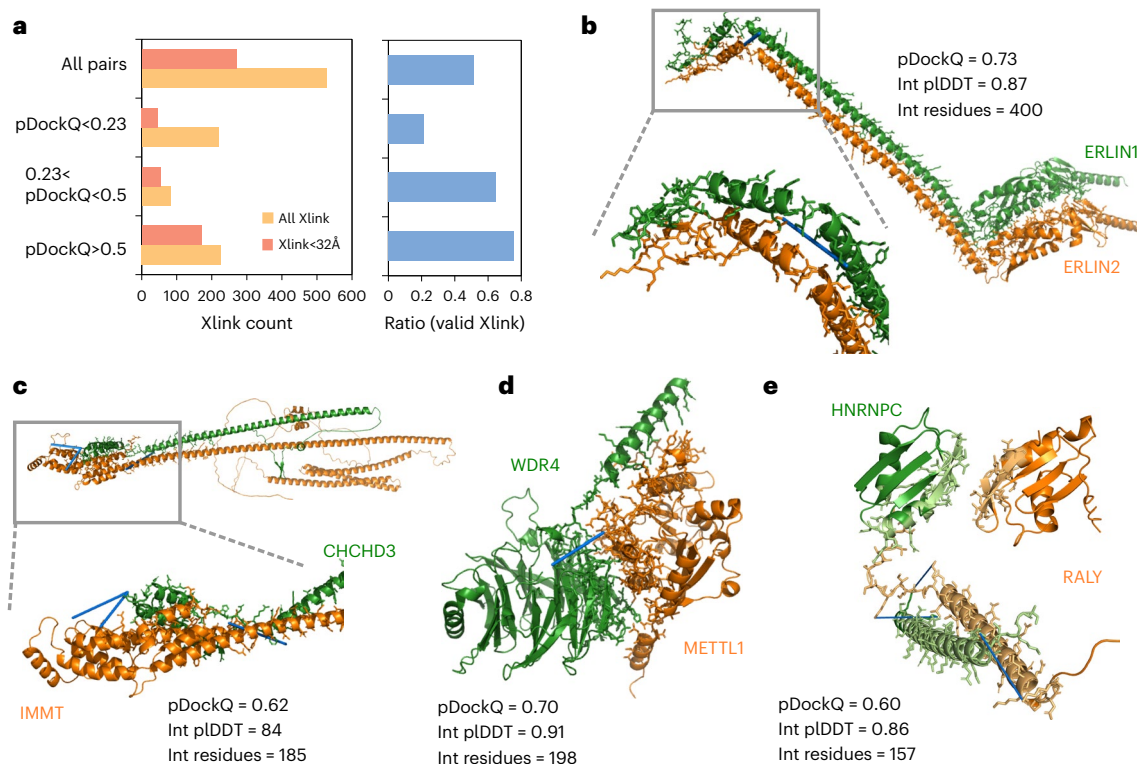 a
All pairs
pDockQ<0.23
0.23<
pDockQ<0.5
pDockQ>0.5
All Xlink
Xlink<32Å
0 100 200 300 400 500 600
Xlink count
0 0.2 0.4 0.6 0.8
Ratio (valid Xlink)
b
pDockQ = 0.73
Int plDDT = 0.87
Int residues = 400
ERLIN1
ERLIN2
c
CHCHD3
IMMT
pDockQ = 0.62
Int plDDT = 84
Int residues = 185
d
WDR4
METTL1
pDockQ = 0.70
Int plDDT = 0.91
Int residues = 198
e
HNRNPC
RALY
pDockQ = 0.60
Int plDDT = 0.86
Int residues = 157